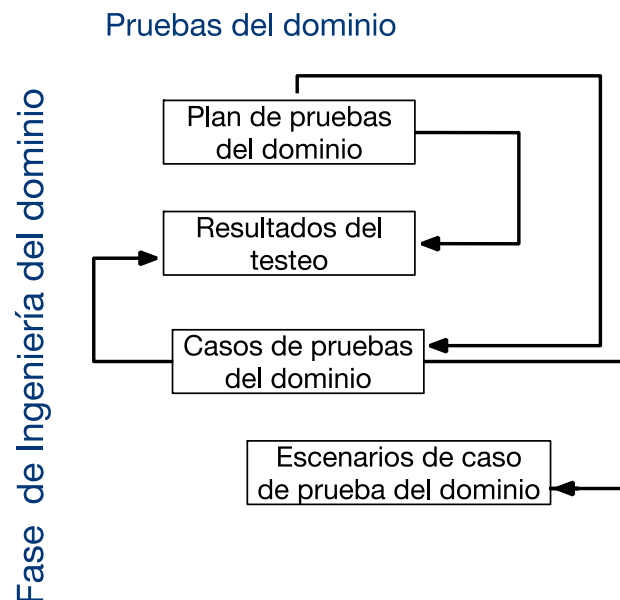 Pruebas del dominio
Fase de Ingeniería del dominio
Plan de pruebas
del dominio
Resultados del
testeo
Casos de pruebas
del dominio
Escenarios de caso
de prueba del dominio